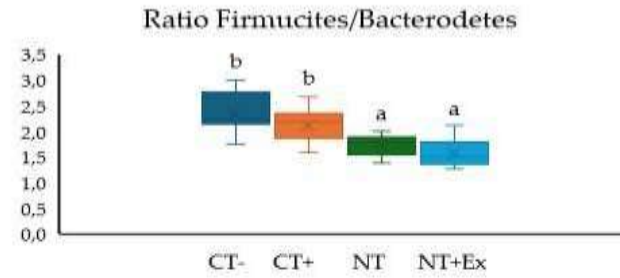 Ratio Firmucites/Bacterodetes
3,5
3,0
2,5
2,0
1,5
1,0
0,5
0,0
b
b
a
a
CT- CT+ NT NT+Ex